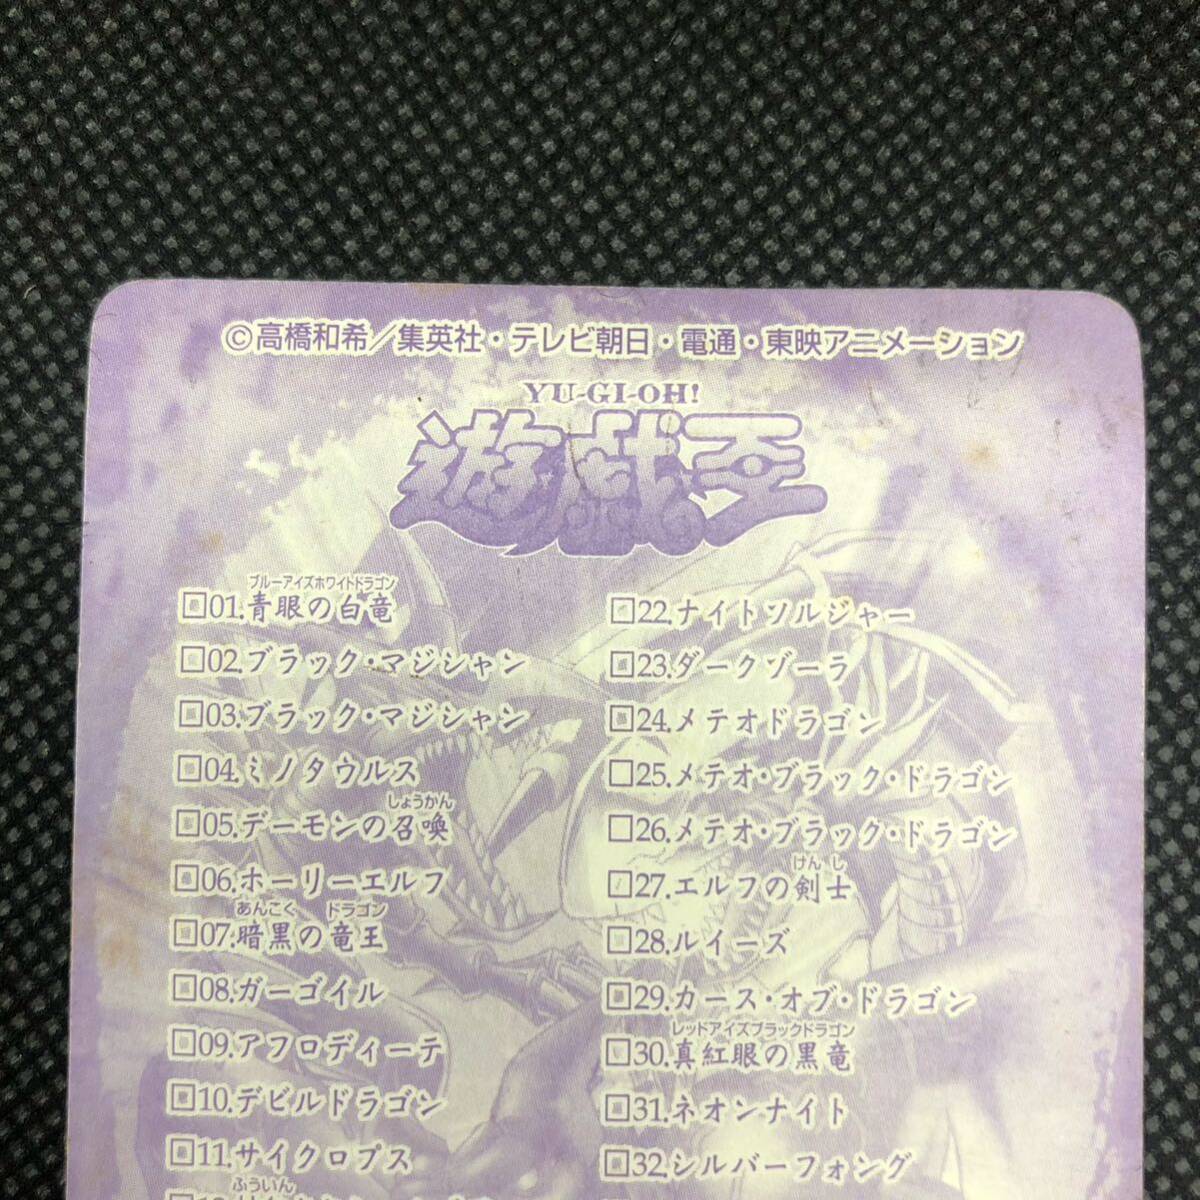 ©高橋和希／集英社・テレビ朝日・電通・東映アニメーション
YU-GI-OH!
遊戯王
ブルーアイズホワイトドラゴン
□01.青眼の白竜
□02.ブラック・マジシャン
□03.ブラック・マジシャン
□04.ミノタウルス
しょうかん
□05.デーモンの召喚
□06.ホーリーエルフ
あんこく ドラゴン
□07.暗黒の竜王
□08.ガーゴイル
□09.アフロディーテ
□10.デビルドラゴン
□11.サイクロプス
ふういん
□22.ナイトソルジャー
□23.ダークゾーラ
□24.メテオドラゴン
□25.メテオ・ブラック・ドラゴン
□26.メテオ・ブラック・ドラゴン
けんし
□27.エルフの剣士
□28.ルイーズ
□29.カース・オブ・ドラゴン
レッドアイズブラックドラゴン
□30.真紅眼の黒竜
□31.ネオンナイト
□32.シルバーフォング